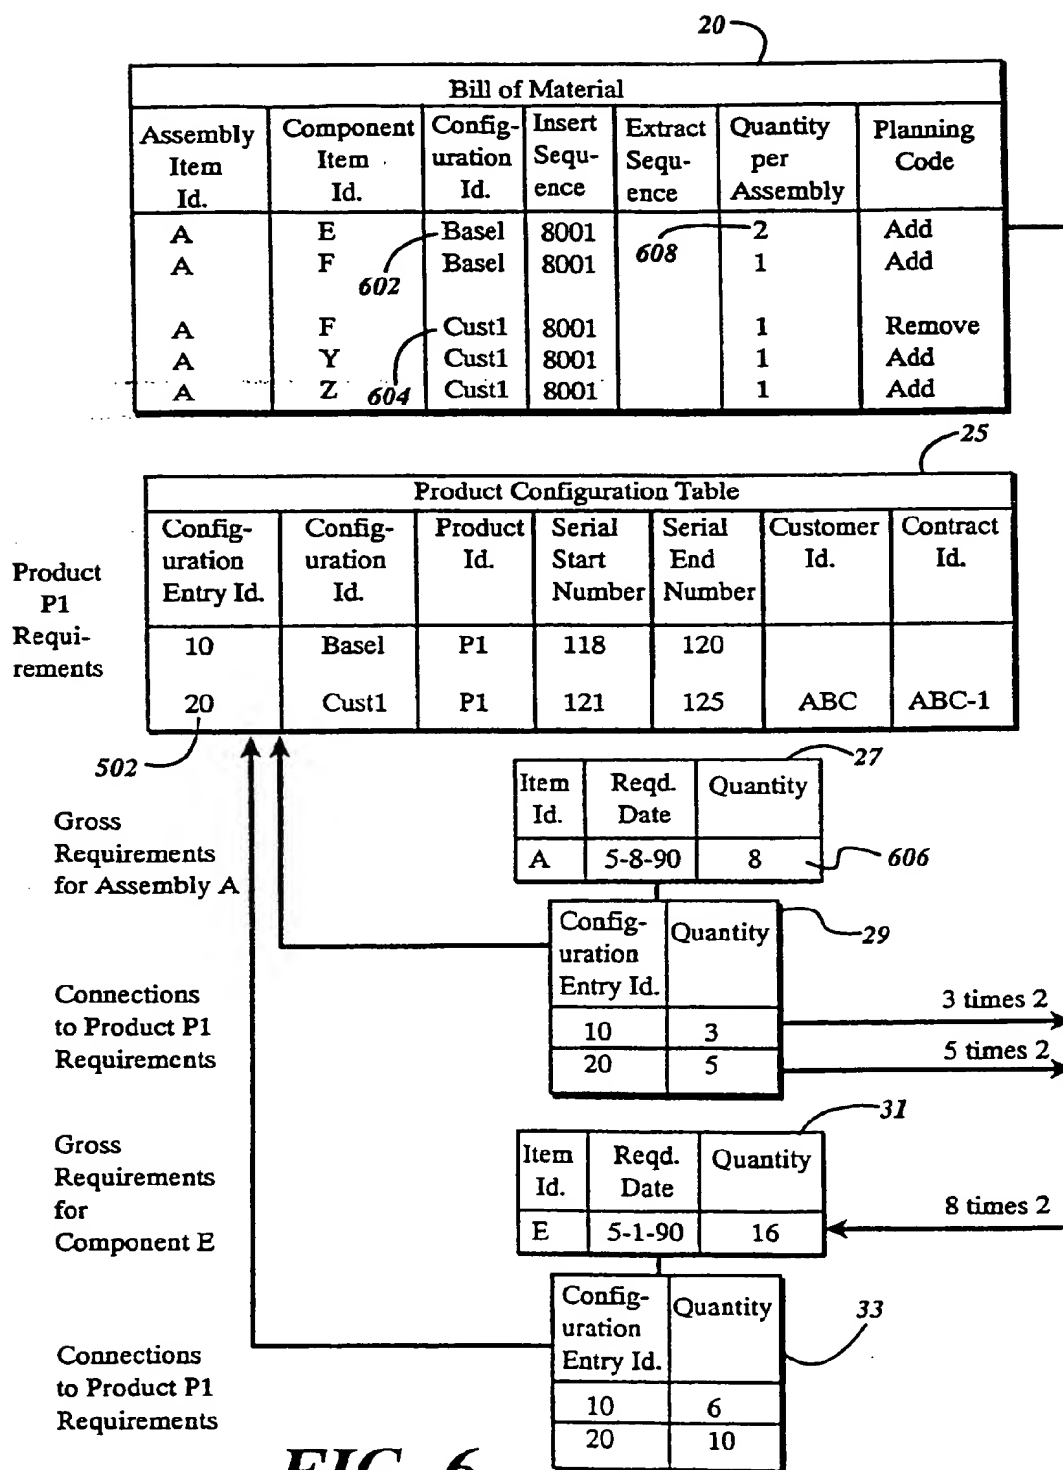 20
Bill of Material
Assembly Item Id. Component Item Id. Config- uration Id. Insert Sequ- ence Extract Sequ- ence Quantity per Assembly Planning Code
A E Basel 8001 608 2 Add
A F 602 Basel 8001 1 Add
A F Cust1 8001 1 Remove
A Y Cust1 8001 1 Add
A Z 604 Cust1 8001 1 Add
25
Product Configuration Table
Product P1 Requi- rements
Config- uration Entry Id. Config- uration Id. Product Id. Serial Start Number Serial End Number Customer Id. Contract Id.
10 Basel P1 118 120
20 Cust1 P1 121 125 ABC ABC-1
502
27
Item Id. Reqd. Date Quantity
A 5-8-90 8
606
Gross
Requirements
for Assembly A
Config- uration Entry Id. Quantity
29
10 3
20 5
3 times 2
5 times 2
Connections
to Product P1
Requirements
31
Gross
Requirements
for
Component E
Item Id. Reqd. Date Quantity
E 5-1-90 16
8 times 2
Config- uration Entry Id. Quantity
33
10 6
20 10
Connections
to Product P1
Requirements
FIG. 6